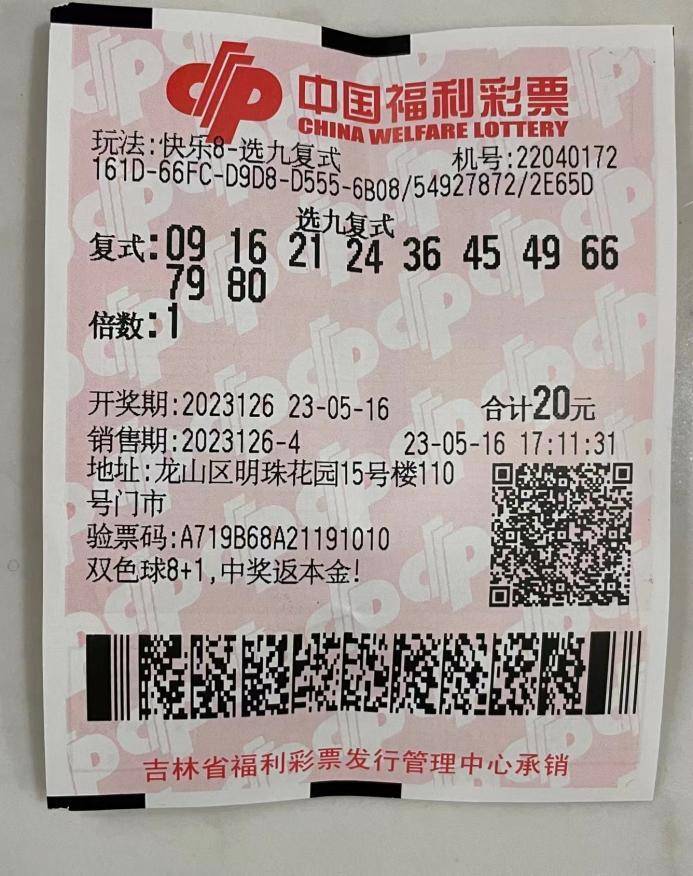 中国福利彩票
CHINA WELFARE LOTTERY
玩法:快乐8-选九复式 机号:22040172
161D-66FC-D9D8-D555-6B08/54927872/2E65D
选九复式
复式:09 16 21 24 36 45 49 66
79 80
倍数:1
开奖期:2023126 23-05-16 合计20元
销售期:2023126-4 23-05-16 17:11:31
地址:龙山区明珠花园15号楼110
号门市
验票码:A719B68A21191010
双色球8+1,中奖返本金!
吉林省福利彩票发行管理中心承销